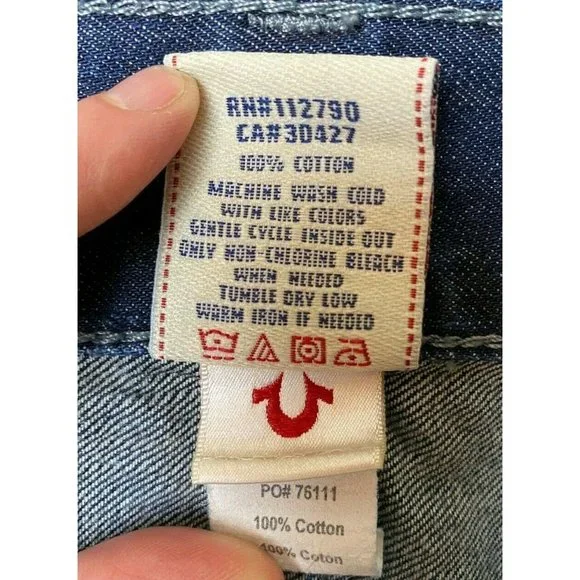 RN#112790
CA#30427
100% COTTON
MACHINE WASH COLD
WITH LIKE COLORS
GENTLE CYCLE INSIDE OUT
ONLY NON-CHLORINE BLEACH
WHEN NEEDED
TUMBLE DRY LOW
WARM IRON IF NEEDED
PO# 76111
100% Cotton
100% Coton